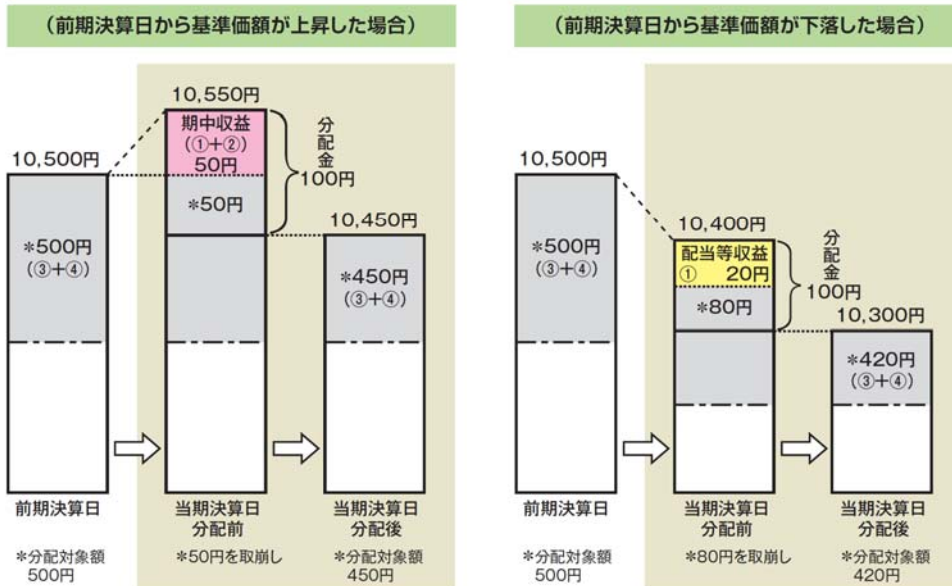 (前期決算日から基準価額が上昇した場合)
10,550円
期中収益
(①+②)
50円
*50円
分配金
100円
10,500円
*500円
(③+④)
10,450円
*450円
(③+④)
前期決算日
当期決算日
分配前
当期決算日
分配後
*分配対象額
500円
*50円を取崩し
*分配対象額
450円
(前期決算日から基準価額が下落した場合)
10,500円
*500円
(③+④)
10,400円
配当等収益
① 20円
*80円
分配金
100円
10,300円
*420円
(③+④)
前期決算日
当期決算日
分配前
当期決算日
分配後
*分配対象額
500円
*80円を取崩し
*分配対象額
420円